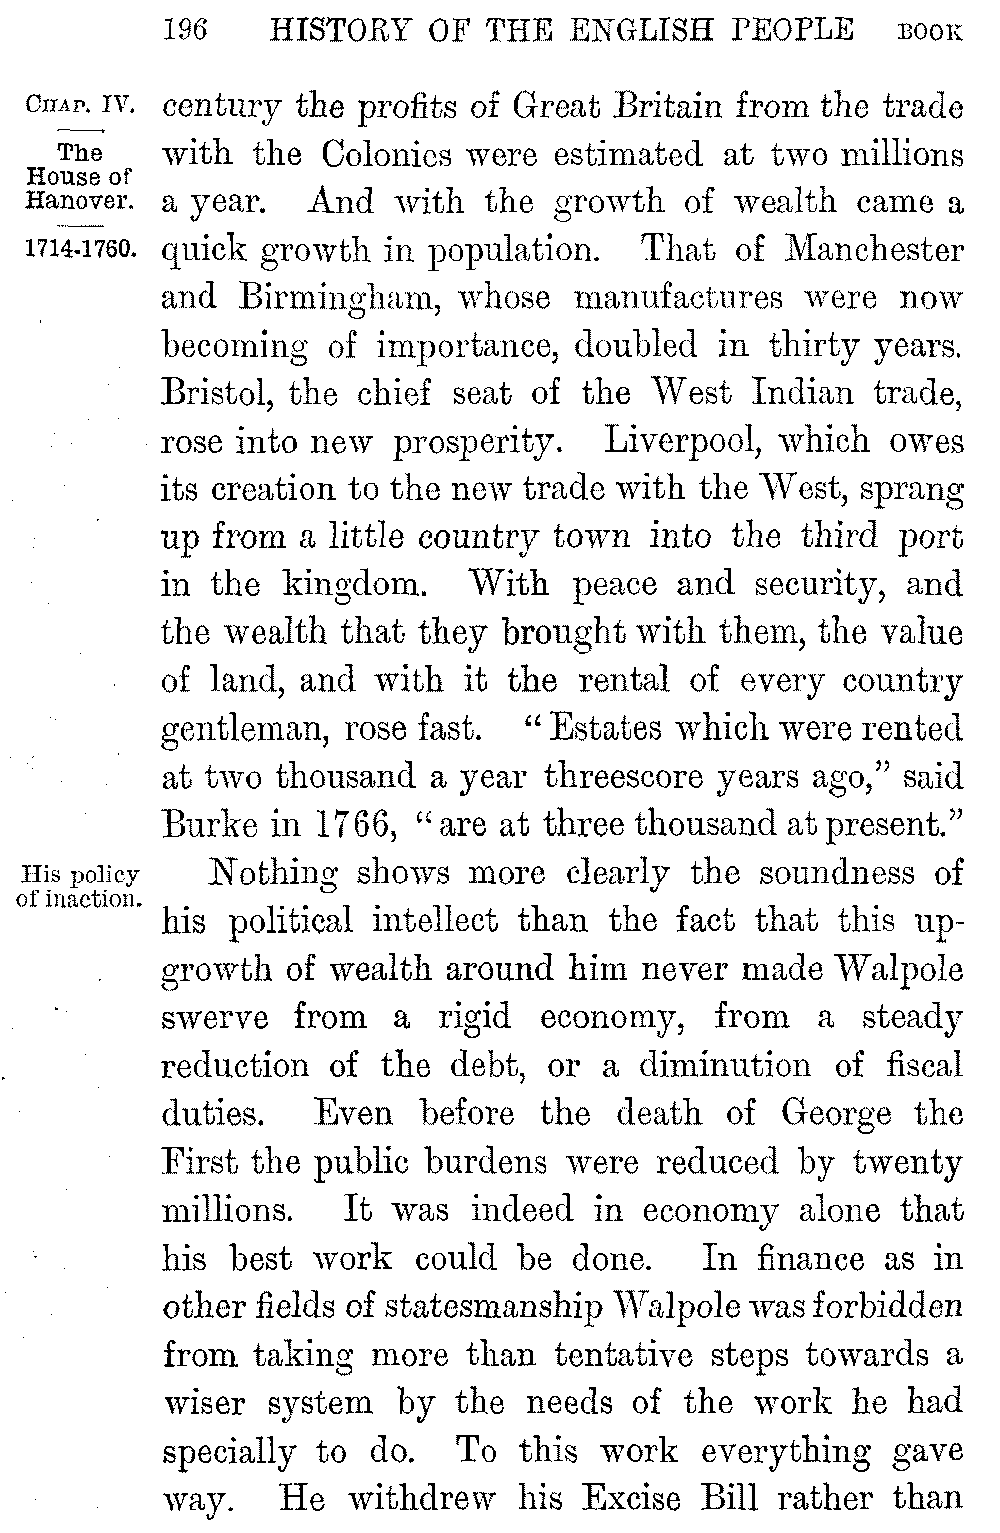 196 HISTORY OF THE ENGLISH PEOPLE BOOK
CHAP. IV.
The
House of
Hanover.
1714-1760.
century the profits of Great Britain from the trade
with the Colonies were estimated at two millions
a year. And with the growth of wealth came a
quick growth in population. That of Manchester
and Birmingham, whose manufactures were now
becoming of importance, doubled in thirty years.
Bristol, the chief seat of the West Indian trade,
rose into new prosperity. Liverpool, which owes
its creation to the new trade with the West, sprang
up from a little country town into the third port
in the kingdom. With peace and security, and
the wealth that they brought with them, the value
of land, and with it the rental of every country
gentleman, rose fast. “Estates which were rented
at two thousand a year threescore years ago,” said
Burke in 1766, “are at three thousand at present.”
His policy
of inaction.
Nothing shows more clearly the soundness of
his political intellect than the fact that this up-
growth of wealth around him never made Walpole
swerve from a rigid economy, from a steady
reduction of the debt, or a diminution of fiscal
duties. Even before the death of George the
First the public burdens were reduced by twenty
millions. It was indeed in economy alone that
his best work could be done. In finance as in
other fields of statesmanship Walpole was forbidden
from taking more than tentative steps towards a
wiser system by the needs of the work he had
specially to do. To this work everything gave
way. He withdrew his Excise Bill rather than